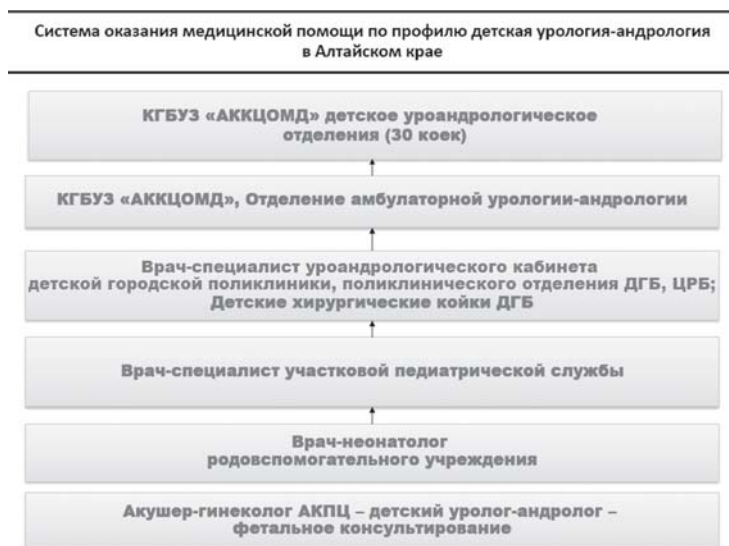 Система оказания медицинской помощи по профилю детская урология-андрология
в Алтайском крае
КГБУЗ «АККЦОМД» детское уроандрологическое
отделения (30 коек)
КГБУЗ «АККЦОМД», Отделение амбулаторной урологии-андрологии
Врач-специалист уроандрологического кабинета
детской городской поликлиники, поликлинического отделения ДГБ, ЦРБ;
Детские хирургические койки ДГБ
Врач-специалист участковой педиатрической службы
Врач-неонатолог
родовспомогательного учреждения
Акушер-гинеколог АКПЦ – детский уролог-андролог –
фетальное консультирование